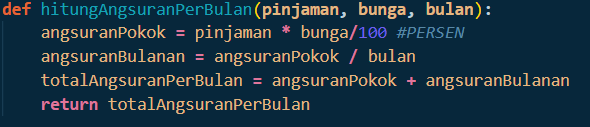 def hitungAngsuranPerBulan(pinjaman, bunga, bulan):
    angsuranPokok = pinjaman * bunga/100 #PERSEN
    angsuranBulanan = angsuranPokok / bulan
    totalAngsuranPerBulan = angsuranPokok + angsuranBulanan
    return totalAngsuranPerBulan